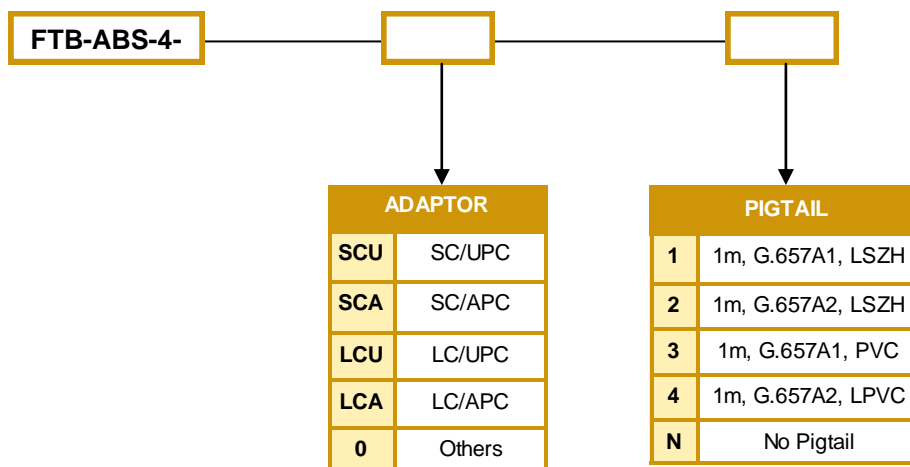 FTB-ABS-4-
ADAPTOR
SCU SC/UPC
SCA SC/APC
LCU LC/UPC
LCA LC/APC
0 Others
PIGTAIL
1 1m, G.657A1, LSZH
2 1m, G.657A2, LSZH
3 1m, G.657A1, PVC
4 1m, G.657A2, LPVC
N No Pigtail